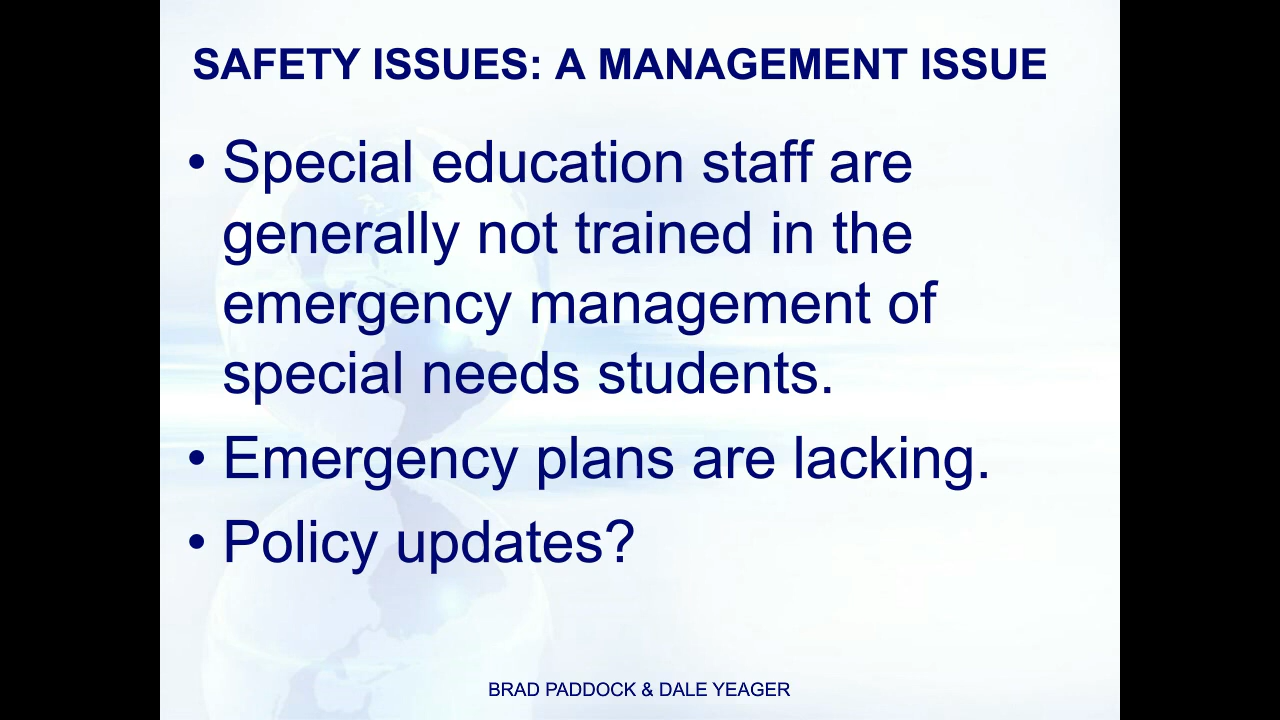 SAFETY ISSUES: A MANAGEMENT ISSUE
• Special education staff are
generally not trained in the
emergency management of
special needs students.
• Emergency plans are lacking.
• Policy updates?
BRAD PADDOCK & DALE YEAGER